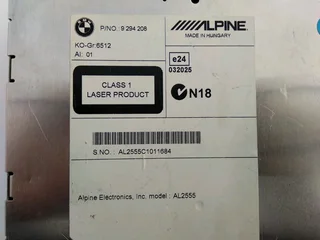 P/NO.: 9 294 208
ALPINE
MADE IN HUNGARY
KO-Gr:6512
AI: 01
e24
032025
CLASS 1
LASER PRODUCT
N18
S.NO.: AL2555C1011684
Alpine Electronics, Inc. model : AL2555